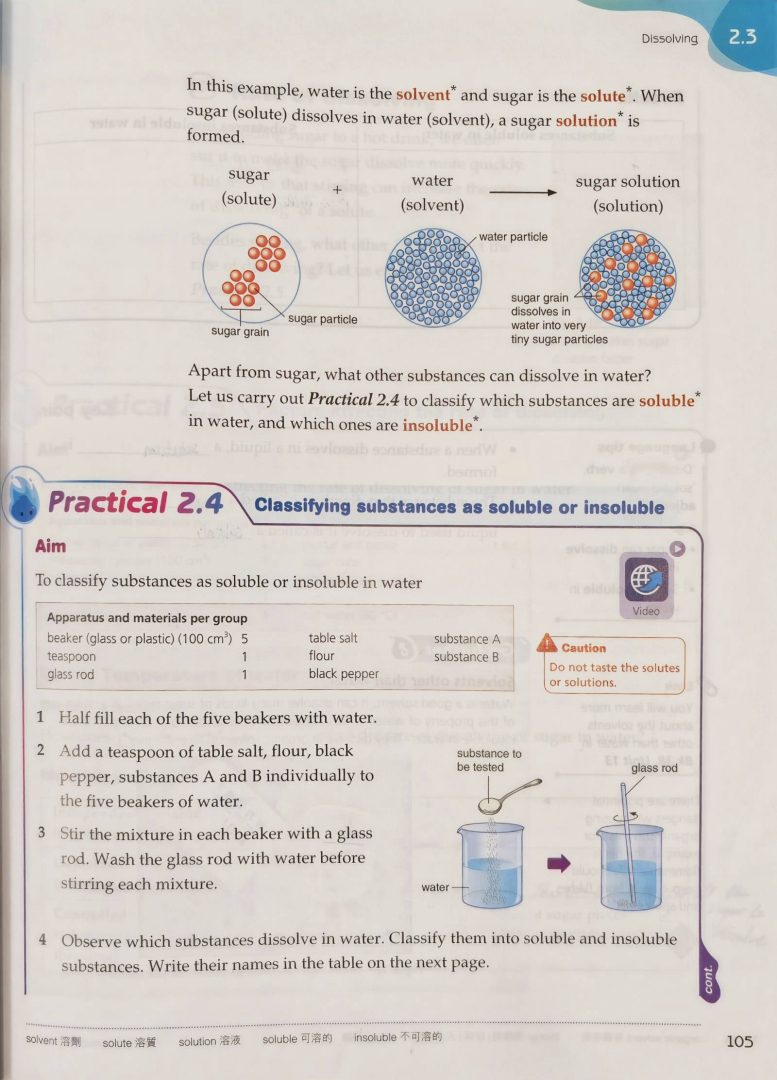 Dissolving 2.3
In this example, water is the solvent* and sugar is the solute*. When
sugar (solute) dissolves in water (solvent), a sugar solution* is
formed.
sugar + water → sugar solution
(solute) (solvent) (solution)
water particle
sugar particle
sugar grain
sugar grain
dissolves in
water into very
tiny sugar particles
Apart from sugar, what other substances can dissolve in water?
Let us carry out Practical 2.4 to classify which substances are soluble*
in water, and which ones are insoluble*.
Practical 2.4 Classifying substances as soluble or insoluble
Aim
To classify substances as soluble or insoluble in water
Video
Apparatus and materials per group
beaker (glass or plastic) (100 cm³) 5 table salt substance A
teaspoon 1 flour substance B
glass rod 1 black pepper
Caution
Do not taste the solutes
or solutions.
1 Half fill each of the five beakers with water.
2 Add a teaspoon of table salt, flour, black
pepper, substances A and B individually to
the five beakers of water.
3 Stir the mixture in each beaker with a glass
rod. Wash the glass rod with water before
stirring each mixture.
substance to
be tested
glass rod
water
4 Observe which substances dissolve in water. Classify them into soluble and insoluble
substances. Write their names in the table on the next page.
cont.
solvent 溶劑 solute 溶質 solution 溶液 soluble 可溶的 insoluble 不可溶的
105